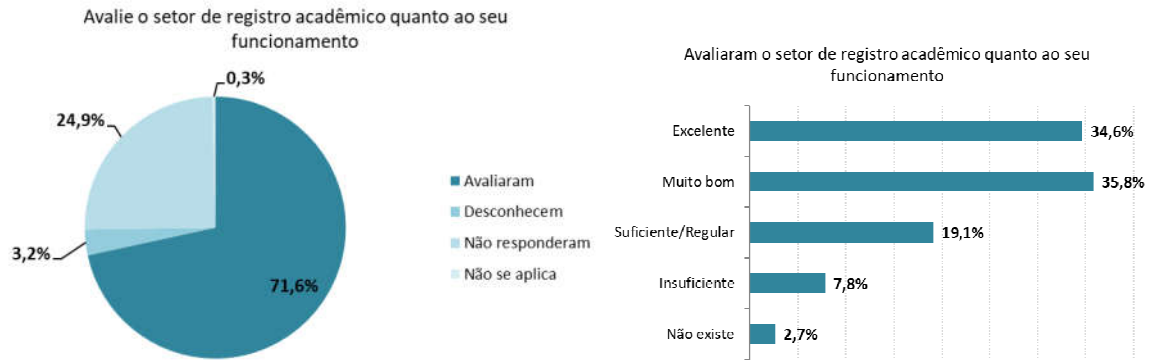 Avalie o setor de registro acadêmico quanto ao seu
funcionamento
0,3%
24,9%
3,2%
71,6%
Avaliaram
Desconhecem
Não responderam
Não se aplica
Avaliaram o setor de registro acadêmico quanto ao seu
funcionamento
Excelente 34,6%
Muito bom 35,8%
Suficiente/Regular 19,1%
Insuficiente 7,8%
Não existe 2,7%